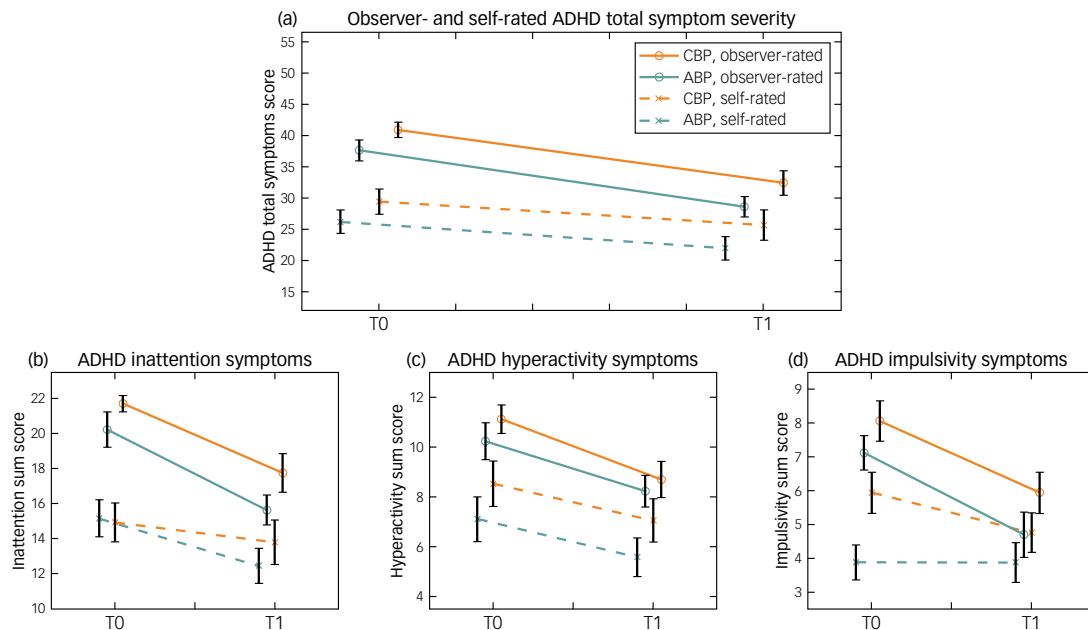 (a) Observer- and self-rated ADHD total symptom severity
ADHD total symptoms score
55
50
45
40
35
30
25
20
15
T0
T1
CBP, observer-rated
ABP, observer-rated
CBP, self-rated
ABP, self-rated
(b) ADHD inattention symptoms
Inattention sum score
22
20
18
16
14
12
10
T0
T1
(c) ADHD hyperactivity symptoms
Hyperactivity sum score
12
10
8
6
4
T0
T1
(d) ADHD impulsivity symptoms
Impulsivity sum score
9
8
7
6
5
4
3
T0
T1